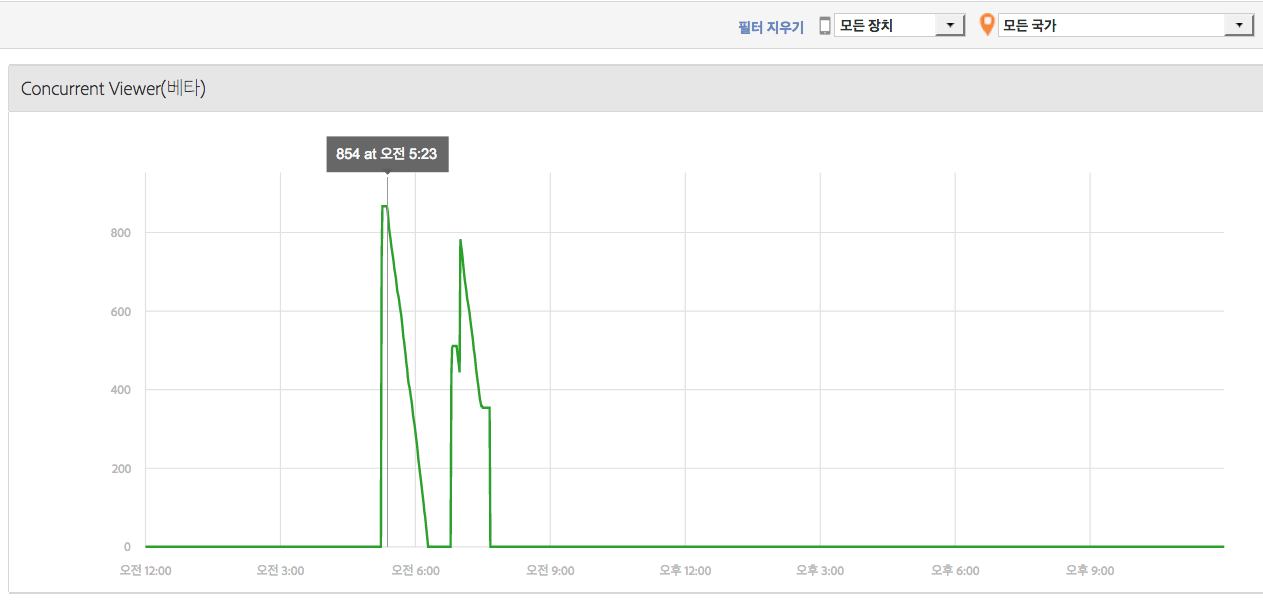 필터 지우기 모든 장치 모든 국가
Concurrent Viewer(베타)
854 at 오전 5:23
800
600
400
200
0
오전 12:00 오전 3:00 오전 6:00 오전 9:00 오후 12:00 오후 3:00 오후 6:00 오후 9:00